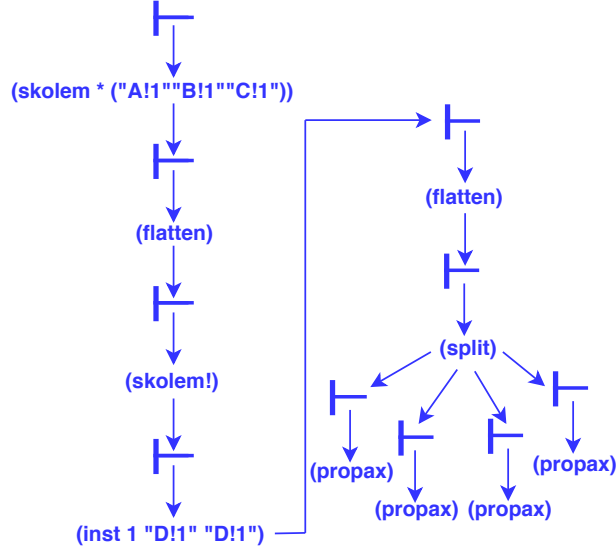 (skolem * ("A!1""B!1""C!1"))
(flatten)
(skolem!)
(inst 1 "D!1" "D!1")
(flatten)
(split)
(propax)
(propax)
(propax)
(propax)